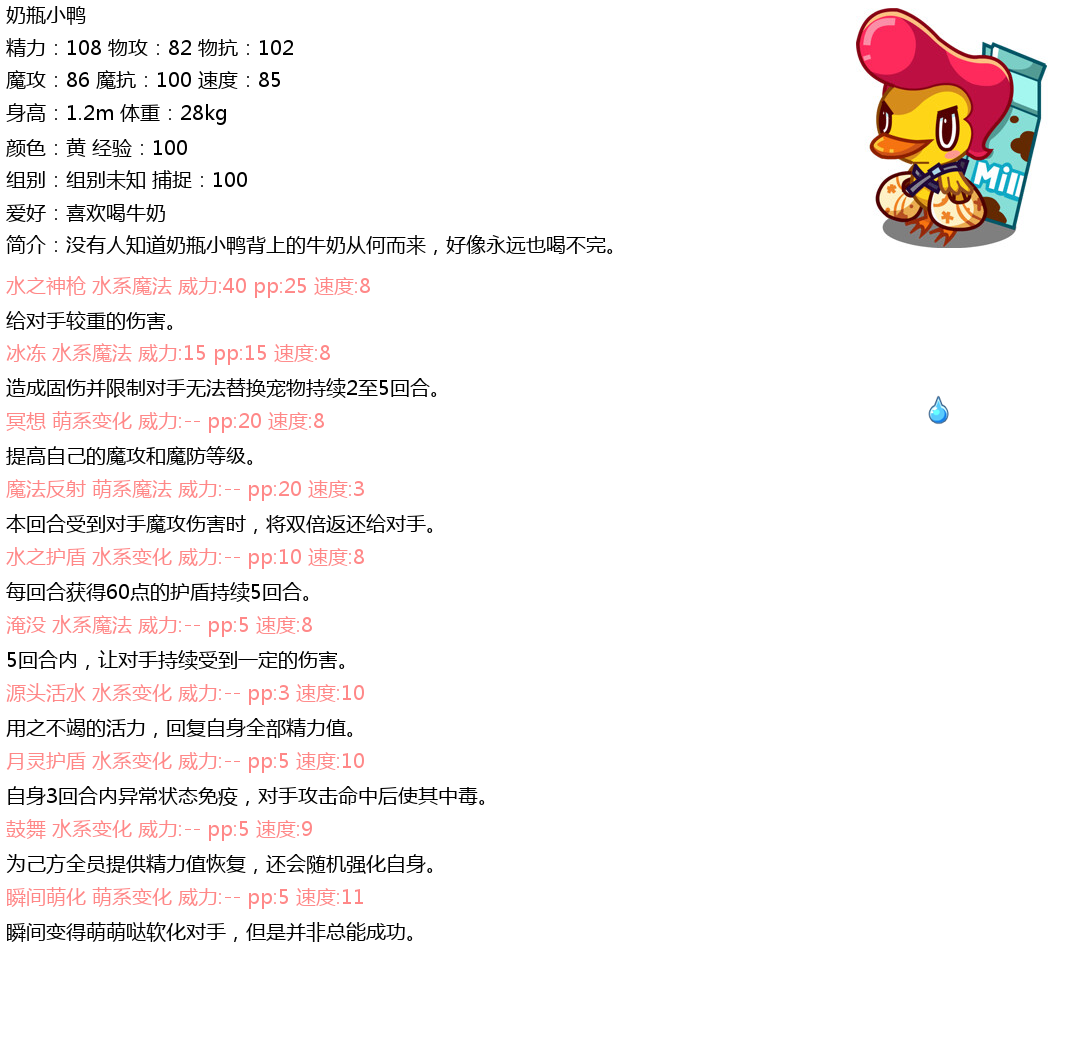 奶瓶小鸭
精力：108 物攻：82 物抗：102
魔攻：86 魔抗：100 速度：85
身高：1.2m 体重：28kg
颜色：黄 经验：100
组别：组别未知 捕捉：100
爱好：喜欢喝牛奶
简介：没有人知道奶瓶小鸭背上的牛奶从何而来，好像永远也喝不完。
Mil
水之神枪 水系魔法 威力:40 pp:25 速度:8
给对手较重的伤害。
冰冻 水系魔法 威力:15 pp:15 速度:8
造成固伤并限制对手无法替换宠物持续2至5回合。
冥想 萌系变化 威力:-- pp:20 速度:8
提高自己的魔攻和魔防等级。
魔法反射 萌系魔法 威力:-- pp:20 速度:3
本回合受到对手魔攻伤害时，将双倍返还给对手。
水之护盾 水系变化 威力:-- pp:10 速度:8
每回合获得60点的护盾持续5回合。
淹没 水系魔法 威力:-- pp:5 速度:8
5回合内，让对手持续受到一定的伤害。
源头活水 水系变化 威力:-- pp:3 速度:10
用之不竭的活力，回复自身全部精力值。
月灵护盾 水系变化 威力:-- pp:5 速度:10
自身3回合内异常状态免疫，对手攻击命中后使其中毒。
鼓舞 水系变化 威力:-- pp:5 速度:9
为己方全员提供精力值恢复，还会随机强化自身。
瞬间萌化 萌系变化 威力:-- pp:5 速度:11
瞬间变得萌萌哒软化对手，但是并非总能成功。